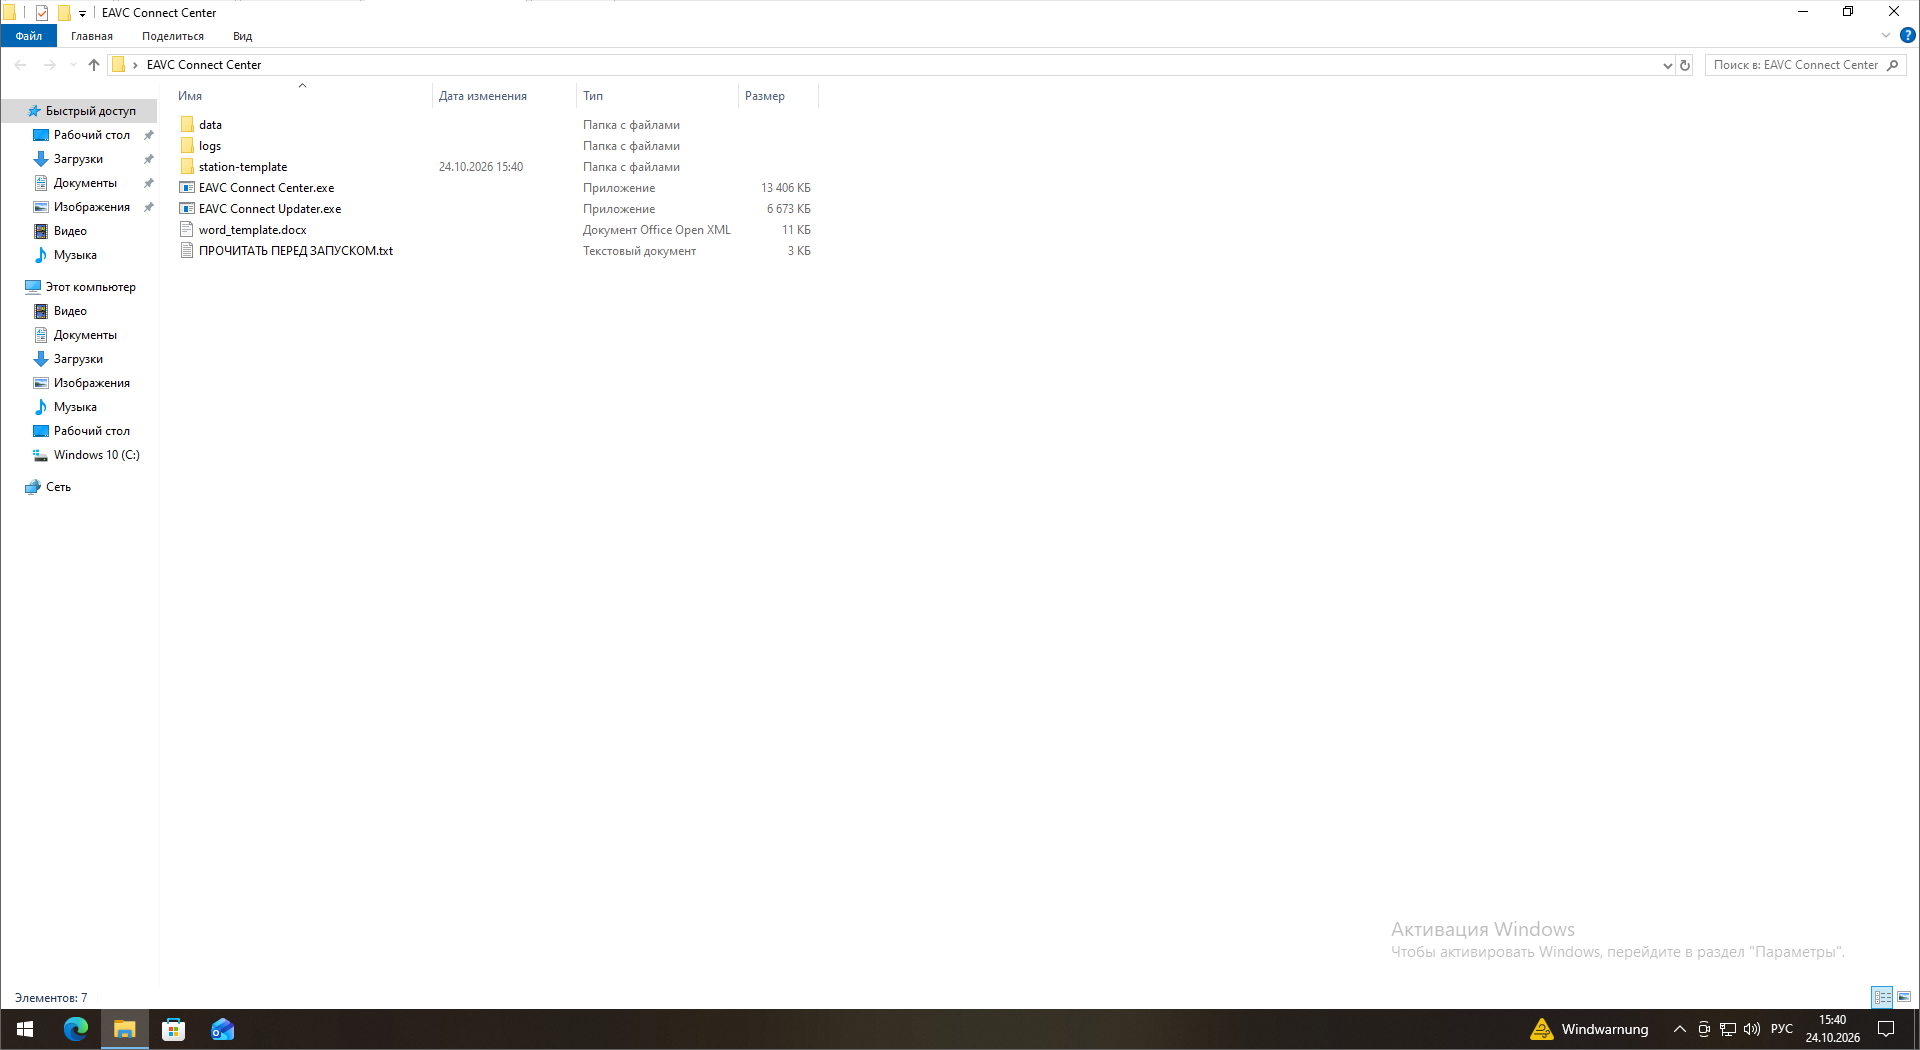 EAVC Connect Center
Файл Главная Поделиться Вид
EAVC Connect Center
Поиск в: EAVC Connect Center
Имя Дата изменения Тип Размер
Быстрый доступ
Рабочий стол
Загрузки
Документы
Изображения
Видео
Музыка
Этот компьютер
Видео
Документы
Загрузки
Изображения
Музыка
Рабочий стол
Windows 10 (C:)
Сеть
data Папка с файлами
logs Папка с файлами
station-template 24.10.2026 15:40 Папка с файлами
EAVC Connect Center.exe Приложение 13 406 КБ
EAVC Connect Updater.exe Приложение 6 673 КБ
word_template.docx Документ Office Open XML 11 КБ
ПРОЧИТАТЬ ПЕРЕД ЗАПУСКОМ.txt Текстовый документ 3 КБ
Активация Windows
Чтобы активировать Windows, перейдите в раздел "Параметры".
Элементов: 7
Windwarnung
РУС
15:40
24.10.2026